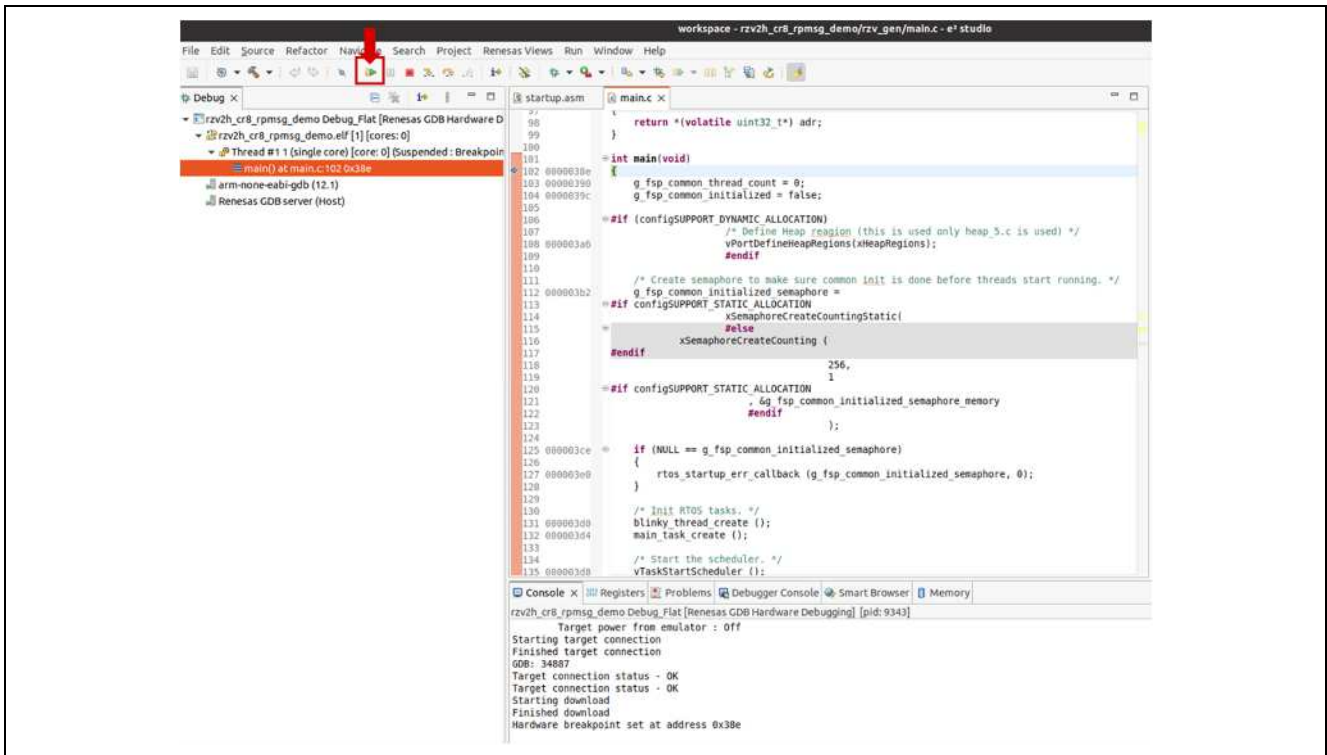 workspace - rzv2h_cr8_rpmsg_demo/rzv_gen/main.c - e² studio
File Edit Source Refactor Navigate Search Project Renesas Views Run Window Help
Debug
startup.asm main.c
rzv2h_cr8_rpmsg_demo Debug_Flat [Renesas GDB Hardware D
rzv2h_cr8_rpmsg_demo.elf [1] [cores: 0]
Thread #1 1 (single core) [core: 0] (Suspended : Breakpoin
main() at main.c:102 0x38e
arm-none-eabi-gdb (12.1)
Renesas GDB server (Host)
97 {
98 return *(volatile uint32_t*) adr;
99 }
100
101 int main(void)
102 0000038e {
103 00000390 g_fsp_common_thread_count = 0;
104 0000039c g_fsp_common_initialized = false;
105
106 #if (configSUPPORT_DYNAMIC_ALLOCATION)
107 /* Define Heap reagion (this is used only heap_5.c is used) */
108 000003a6 vPortDefineHeapRegions(xHeapRegions);
109 #endif
110
111 /* Create semaphore to make sure common init is done before threads start running. */
112 000003b2 g_fsp_common_initialized_semaphore =
113 #if configSUPPORT_STATIC_ALLOCATION
114 xSemaphoreCreateCountingStatic(
115 #else
116 xSemaphoreCreateCounting (
117 #endif
118 256,
119 1
120 #if configSUPPORT_STATIC_ALLOCATION
121 , &g_fsp_common_initialized_semaphore_memory
122 #endif
123 );
124
125 000003ce if (NULL == g_fsp_common_initialized_semaphore)
126 {
127 000003e0 rtos_startup_err_callback (g_fsp_common_initialized_semaphore, 0);
128 }
129
130 /* Init RTOS tasks. */
131 000003d0 blinky_thread_create ();
132 000003d4 main_task_create ();
133
134 /* Start the scheduler. */
135 000003d8 vTaskStartScheduler ();
Console Registers Problems Debugger Console Smart Browser Memory
rzv2h_cr8_rpmsg_demo Debug_Flat [Renesas GDB Hardware Debugging] [pid: 9343]
Target power from emulator : Off
Starting target connection
Finished target connection
GDB: 34887
Target connection status - OK
Target connection status - OK
Starting download
Finished download
Hardware breakpoint set at address 0x38e